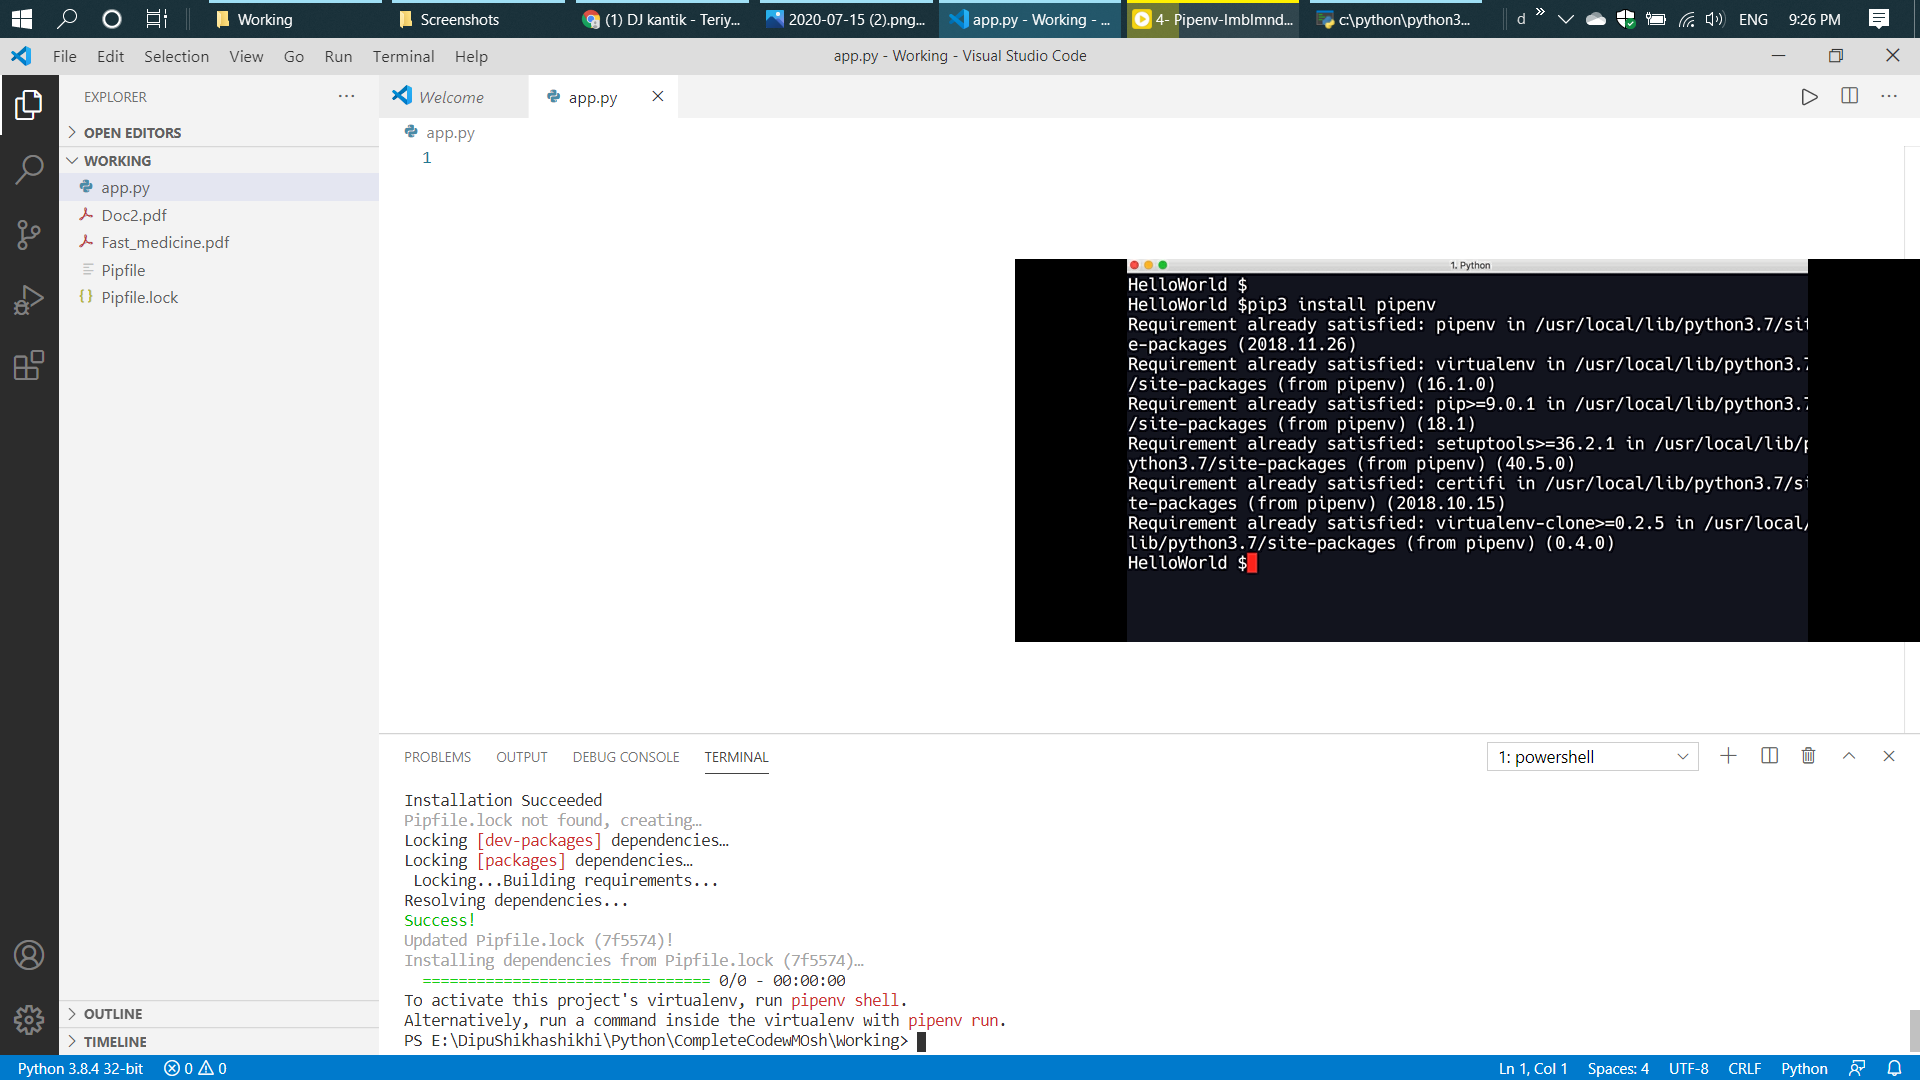 Working
Screenshots
(1) DJ kantik - Teriy...
2020-07-15 (2).png...
app.py - Working - ...
4- Pipenv-lmblmnd...
c:\python\python3...
d
»
ENG
9:26 PM
File Edit Selection View Go Run Terminal Help
app.py - Working - Visual Studio Code
EXPLORER
Welcome
app.py
OPEN EDITORS
app.py
WORKING
1
app.py
Doc2.pdf
Fast_medicine.pdf
Pipfile
{} Pipfile.lock
1. Python
HelloWorld $
HelloWorld $pip3 install pipenv
Requirement already satisfied: pipenv in /usr/local/lib/python3.7/sit
e-packages (2018.11.26)
Requirement already satisfied: virtualenv in /usr/local/lib/python3.7
/site-packages (from pipenv) (16.1.0)
Requirement already satisfied: pip>=9.0.1 in /usr/local/lib/python3.7
/site-packages (from pipenv) (18.1)
Requirement already satisfied: setuptools>=36.2.1 in /usr/local/lib/p
ython3.7/site-packages (from pipenv) (40.5.0)
Requirement already satisfied: certifi in /usr/local/lib/python3.7/si
te-packages (from pipenv) (2018.10.15)
Requirement already satisfied: virtualenv-clone>=0.2.5 in /usr/local/
lib/python3.7/site-packages (from pipenv) (0.4.0)
HelloWorld $
PROBLEMS OUTPUT DEBUG CONSOLE TERMINAL
1: powershell
Installation Succeeded
Pipfile.lock not found, creating…
Locking [dev-packages] dependencies…
Locking [packages] dependencies…
Locking...Building requirements...
Resolving dependencies...
Success!
Updated Pipfile.lock (7f5574)!
Installing dependencies from Pipfile.lock (7f5574)…
================================ 0/0 - 00:00:00
To activate this project's virtualenv, run pipenv shell.
Alternatively, run a command inside the virtualenv with pipenv run.
PS E:\DipuShikhashikhi\Python\CompleteCodewMOsh\Working>
OUTLINE
TIMELINE
Python 3.8.4 32-bit
0
0
Ln 1, Col 1
Spaces: 4
UTF-8
CRLF
Python